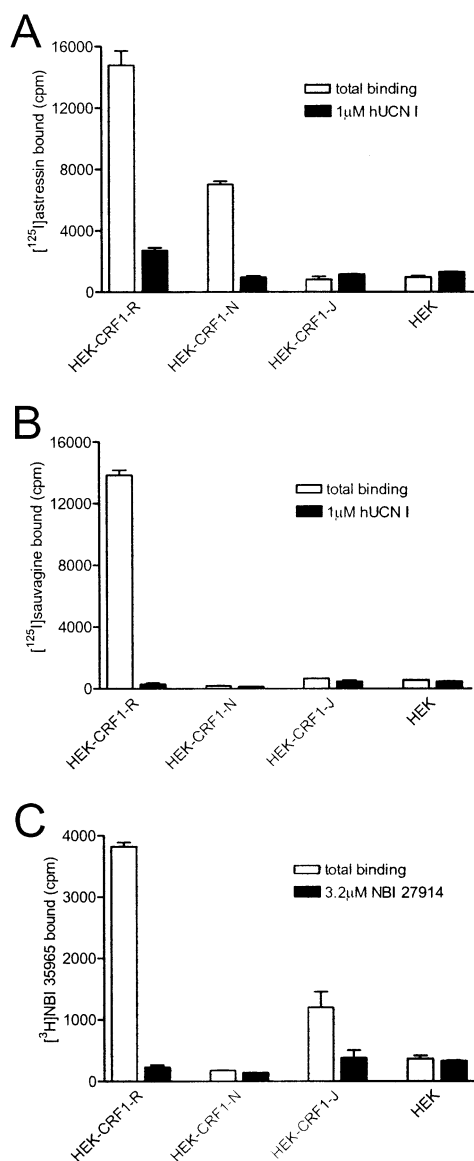 A
[125I]astressin bound (cpm)
16000
12000
8000
4000
0
total binding
1μM hUCN I
HEK-CRF1-R
HEK-CRF1-N
HEK-CRF1-J
HEK
B
[125I]sauvagine bound (cpm)
16000
12000
8000
4000
0
total binding
1μM hUCN I
HEK-CRF1-R
HEK-CRF1-N
HEK-CRF1-J
HEK
C
[3H]NBI 35965 bound (cpm)
4000
3000
2000
1000
0
total binding
3.2μM NBI 27914
HEK-CRF1-R
HEK-CRF1-N
HEK-CRF1-J
HEK